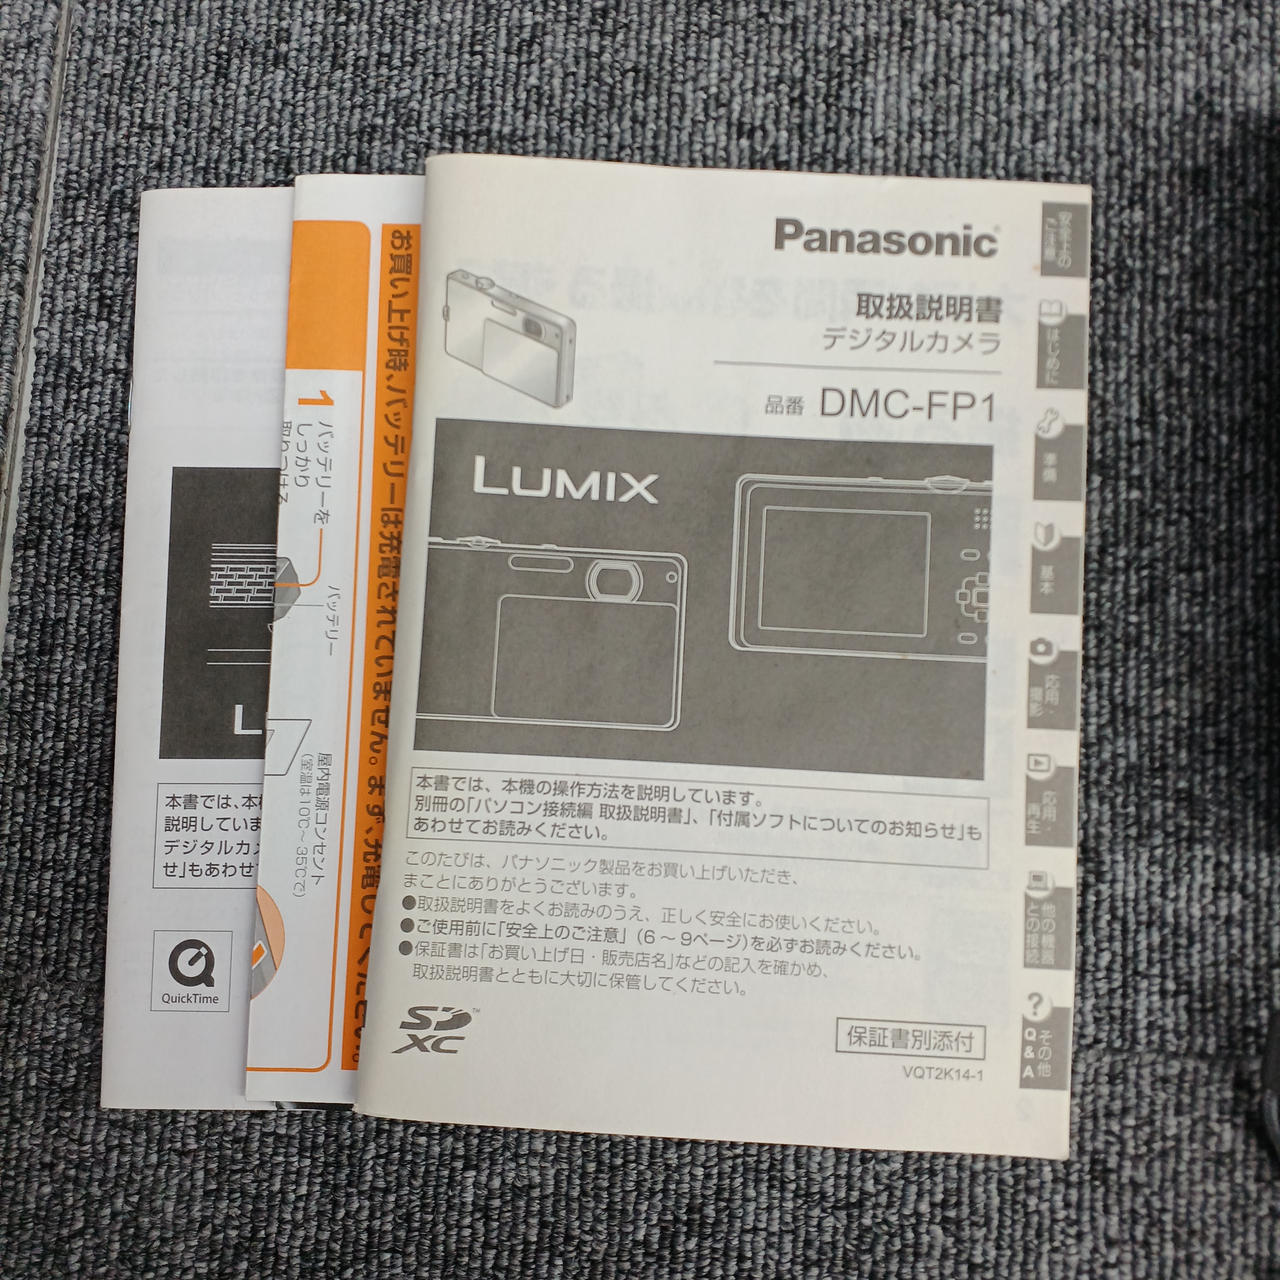 Panasonic
取扱説明書
デジタルカメラ
品番 DMC-FP1
LUMIX
本書では、本機の操作方法を説明しています。
別冊の「パソコン接続編 取扱説明書」、「付属ソフトについてのお知らせ」も
あわせてお読みください。
このたびは、パナソニック製品をお買い上げいただき、
まことにありがとうございます。
●取扱説明書をよくお読みのうえ、正しく安全にお使いください。
●ご使用前に「安全上のご注意」(6～9ページ)を必ずお読みください。
●保証書は「お買い上げ日・販売店名」などの記入を確かめ、
取扱説明書とともに大切に保管してください。
SD
XC
TM
保証書別添付
VQT2K14-1
安全上の
ご注意
はじめに
準備
基本
応用・
撮影
応用・
再生
他の機器
との接続
?
その他
Q&A
お買い上げ時、バッテリーは充電されていません。まず、充電してください。
1
バッテリーを
しっかり
取りつける
バッテリー
屋内電源コンセント
(室温は10℃～35℃で)
L
本書では、本
説明していま
デジタルカメ
せ」もあわせ
QuickTime